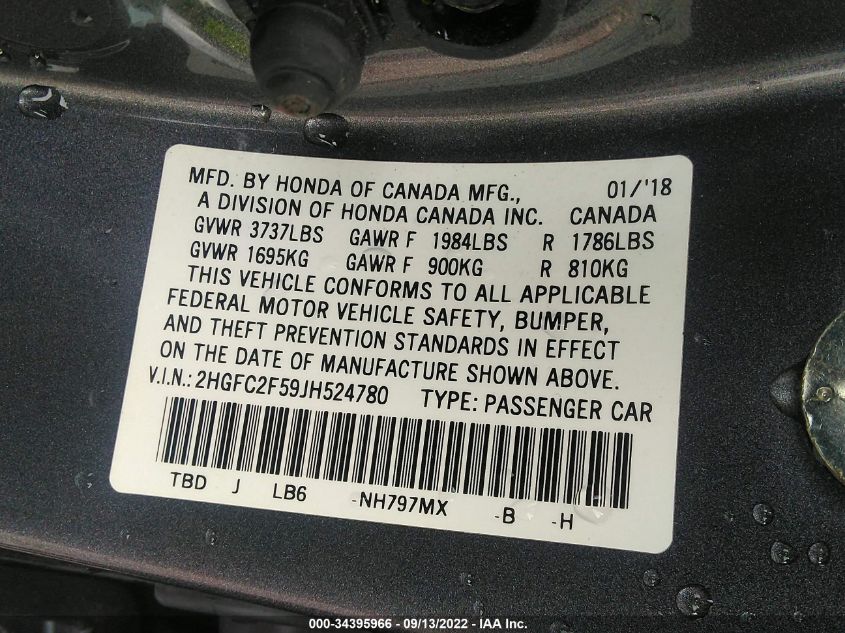 MFD. BY HONDA OF CANADA MFG., 01/'18
A DIVISION OF HONDA CANADA INC. CANADA
GVWR 3737LBS GAWR F 1984LBS R 1786LBS
GVWR 1695KG GAWR F 900KG R 810KG
THIS VEHICLE CONFORMS TO ALL APPLICABLE
FEDERAL MOTOR VEHICLE SAFETY, BUMPER,
AND THEFT PREVENTION STANDARDS IN EFFECT
ON THE DATE OF MANUFACTURE SHOWN ABOVE.
V.I.N.: 2HGFC2F59JH524780 TYPE: PASSENGER CAR
TBD J LB6 -NH797MX -B -H
000-34395966 - 09/13/2022 - IAA Inc.